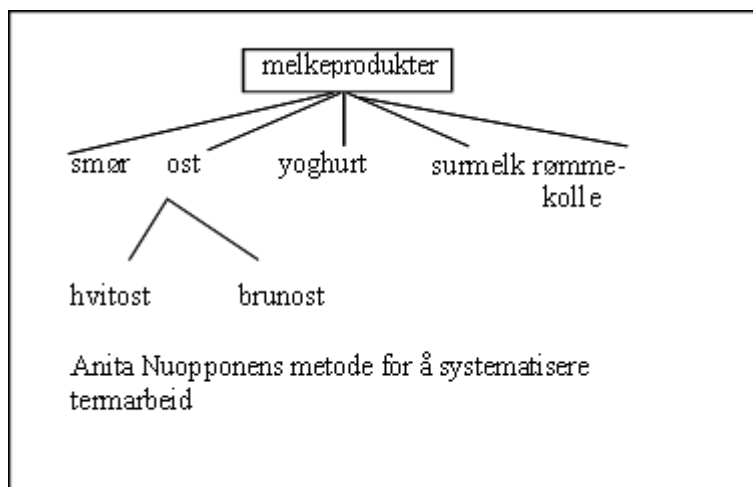 melkeprodukter
smør ost yoghurt surmelk rømme-
kolle
hvitost brunost
Anita Nuopponens metode for å systematisere
termarbeid